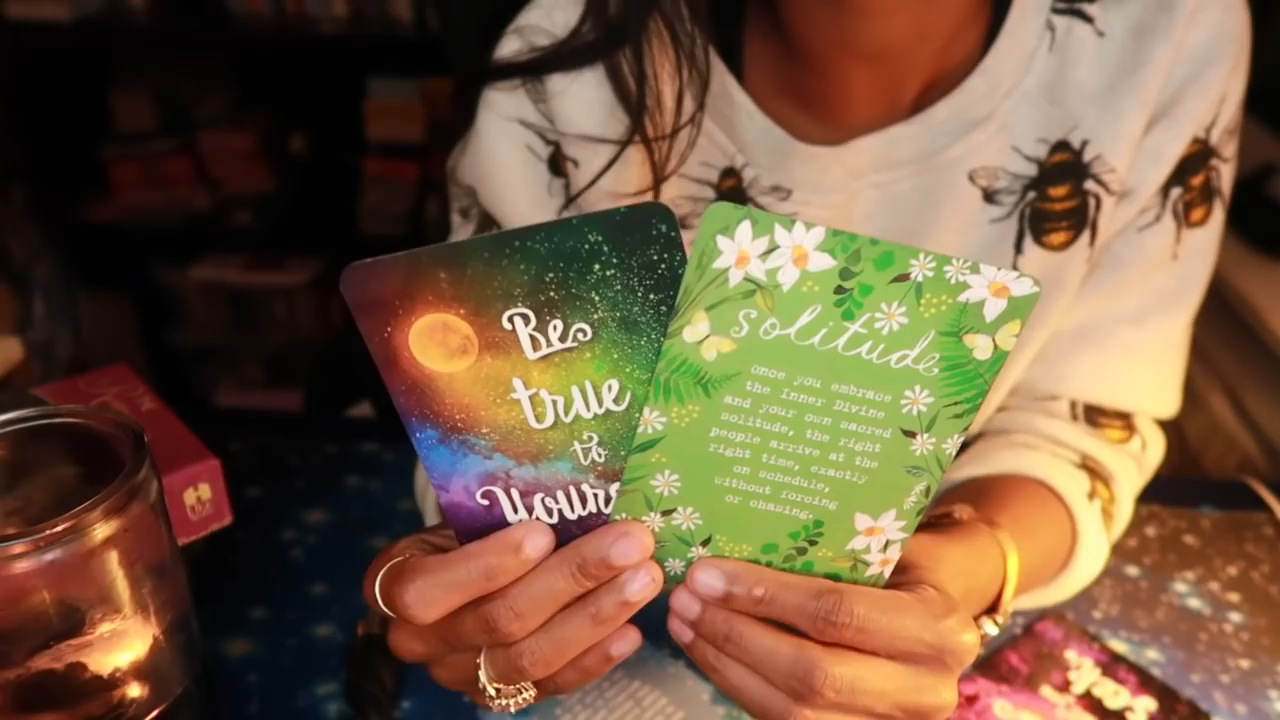 Be
true
to
Yours
solitude
once you embrace
the Inner Divine
and your own sacred
solitude, the right
people arrive at the
right time, exactly
on schedule,
without forcing
or chasing.